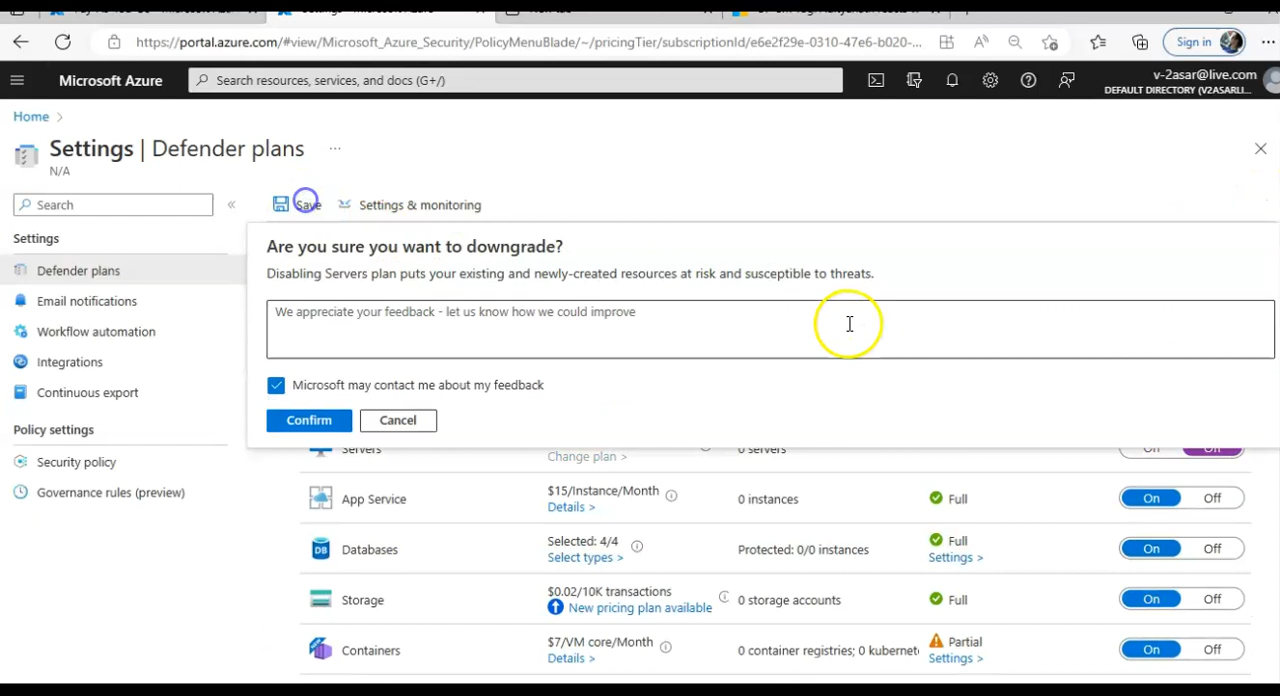 https://portal.azure.com/#view/Microsoft_Azure_Security/PolicyMenuBlade/~/pricingTier/subscriptionId/e6e2f29e-0310-47e6-b020-...
Sign in
Microsoft Azure
Search resources, services, and docs (G+/)
v-2asar@live.com
DEFAULT DIRECTORY (V2ASARLI...
Home >
Settings | Defender plans ...
N/A
Search
Save
Settings & monitoring
Settings
Defender plans
Email notifications
Workflow automation
Integrations
Continuous export
Policy settings
Security policy
Governance rules (preview)
Are you sure you want to downgrade?
Disabling Servers plan puts your existing and newly-created resources at risk and susceptible to threats.
We appreciate your feedback - let us know how we could improve
Microsoft may contact me about my feedback
Confirm
Cancel
Servers
Change plan >
0 servers
On Off
App Service
$15/Instance/Month
Details >
0 instances
Full
On Off
Databases
Selected: 4/4
Select types >
Protected: 0/0 instances
Full
Settings >
On Off
Storage
$0.02/10K transactions
New pricing plan available
0 storage accounts
Full
On Off
Containers
$7/VM core/Month
Details >
0 container registries; 0 kubernet
Partial
Settings >
On Off